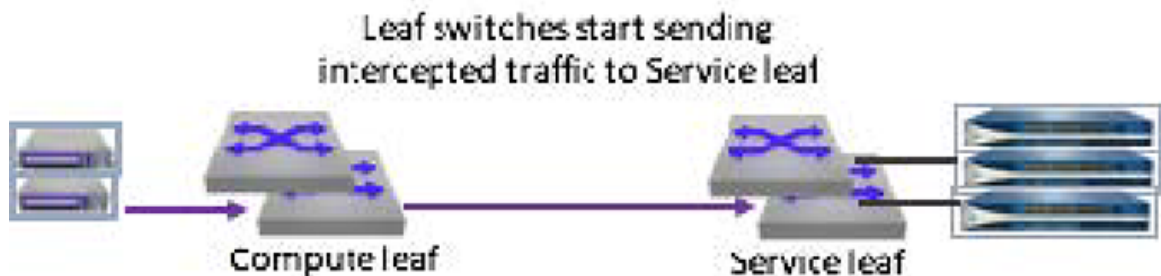 Leaf switches start sending
intercepted traffic to Service leaf
Compute leaf
Service leaf